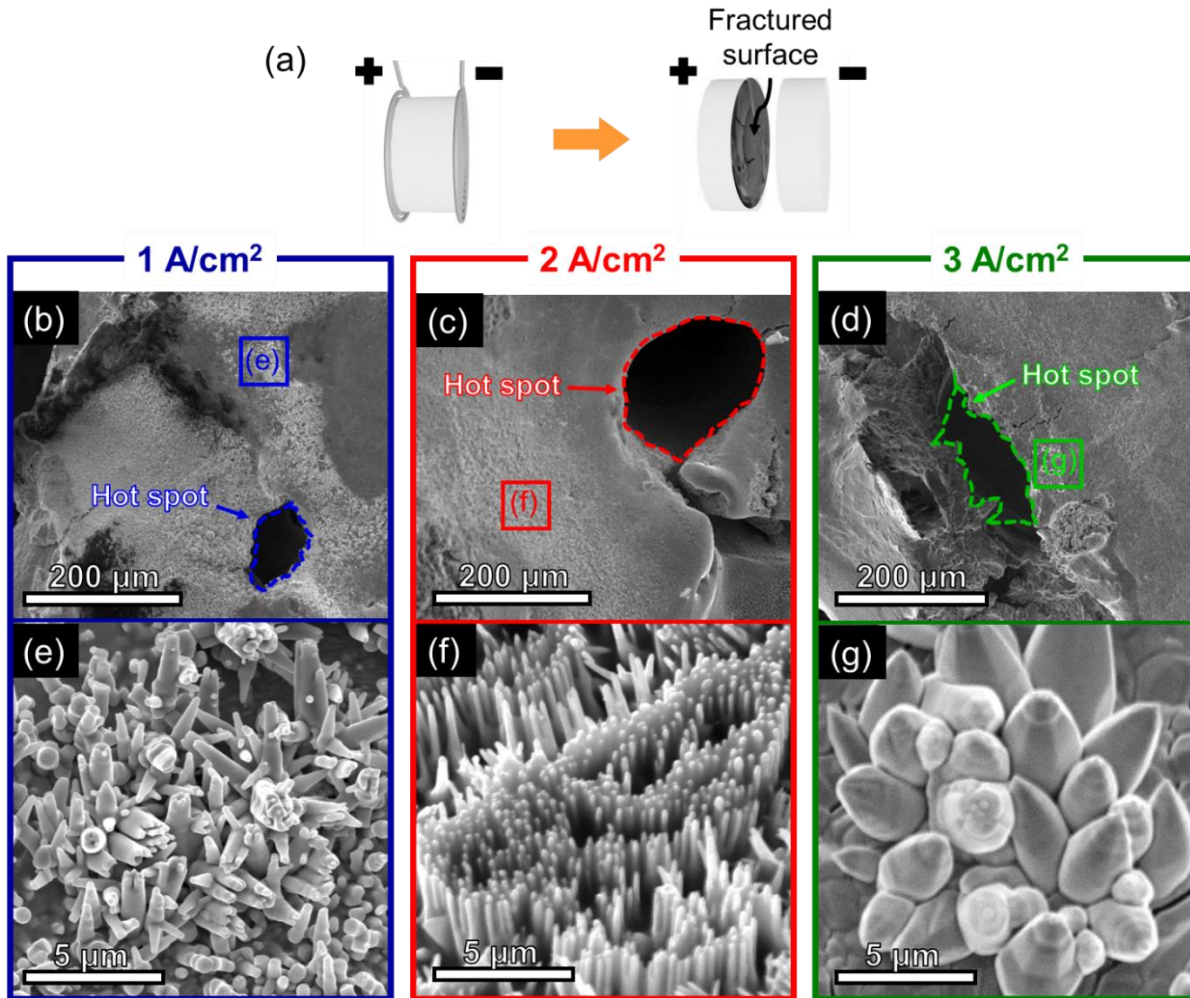 (a)
Fractured
surface
+ −
+ −
1 A/cm²
2 A/cm²
3 A/cm²
(b)
(e)
Hot spot
200 μm
(c)
Hot spot
(f)
200 μm
(d)
Hot spot
(g)
200 μm
(e)
5 μm
(f)
5 μm
(g)
5 μm